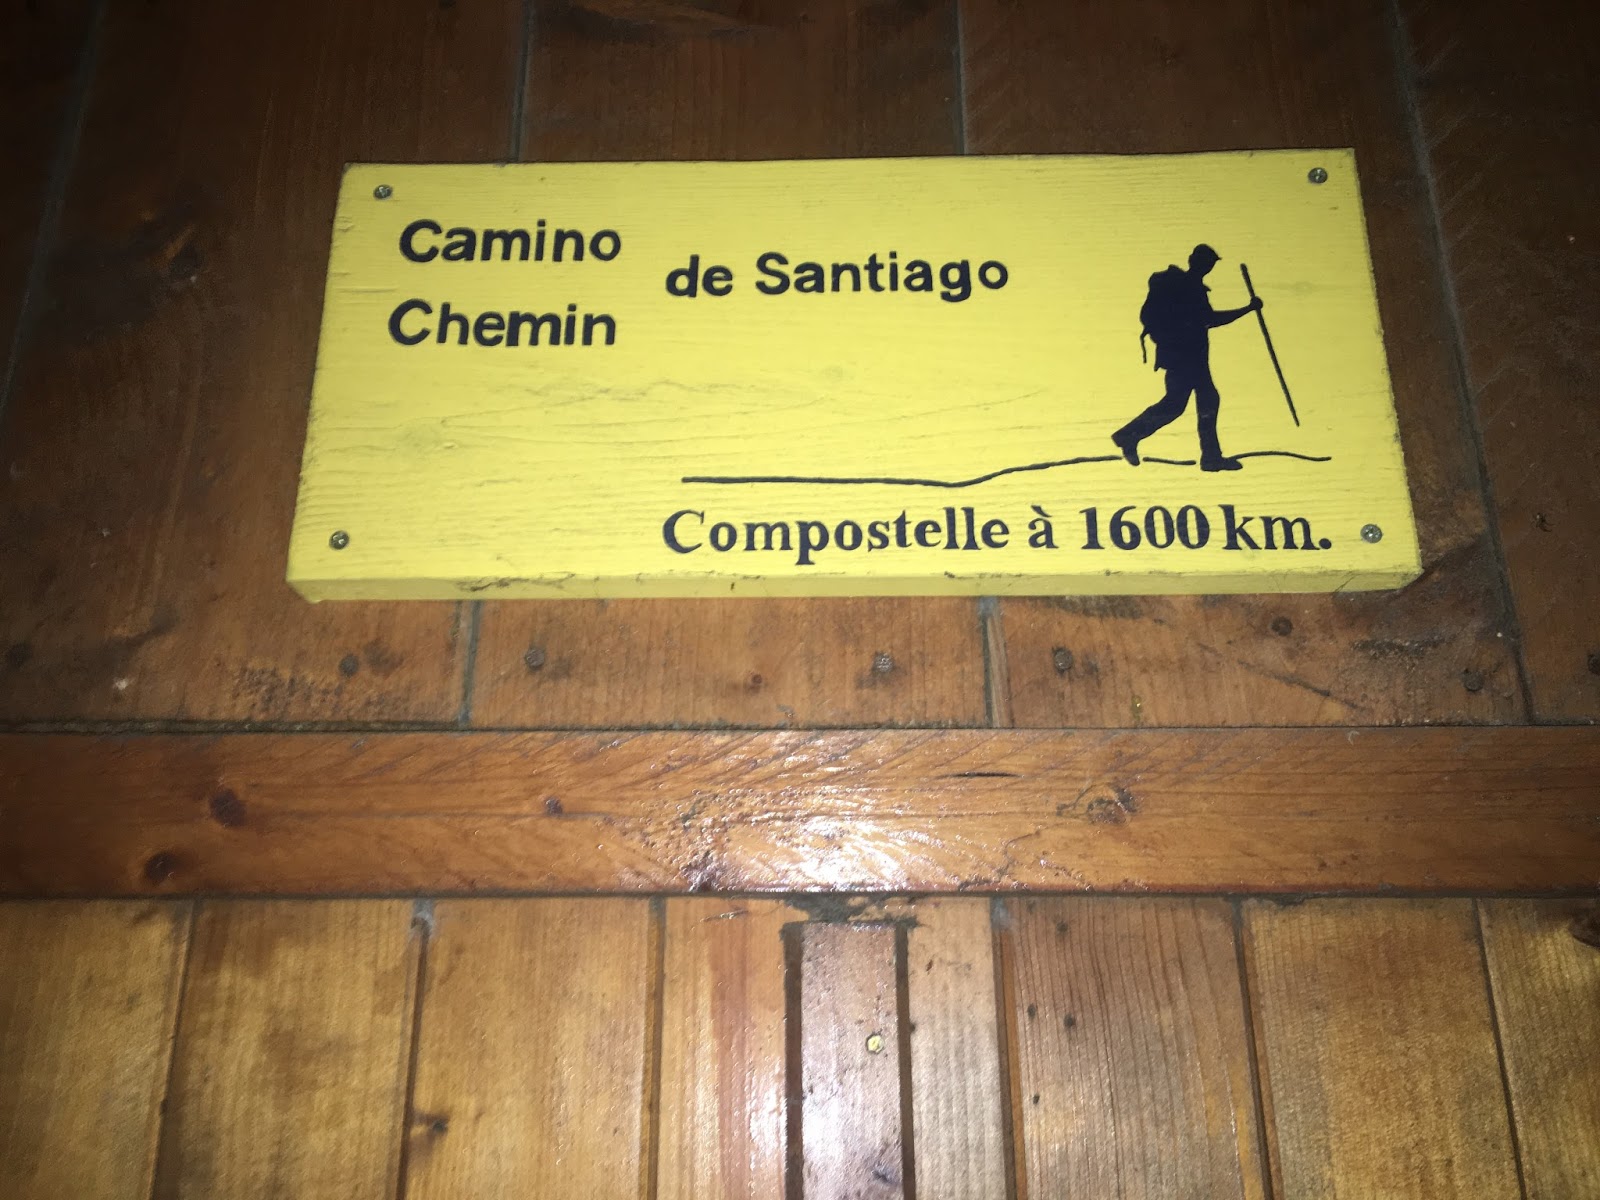 Camino
de Santiago
Chemin
Compostelle à 1600 km.